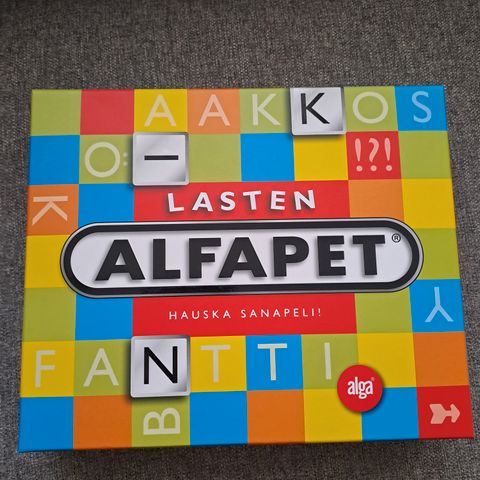 AAKKOS
Ö I !?!
K
LASTEN
ALFAPET®
HAUSKA SANAPELI!
Y
FANTTI
alga
B